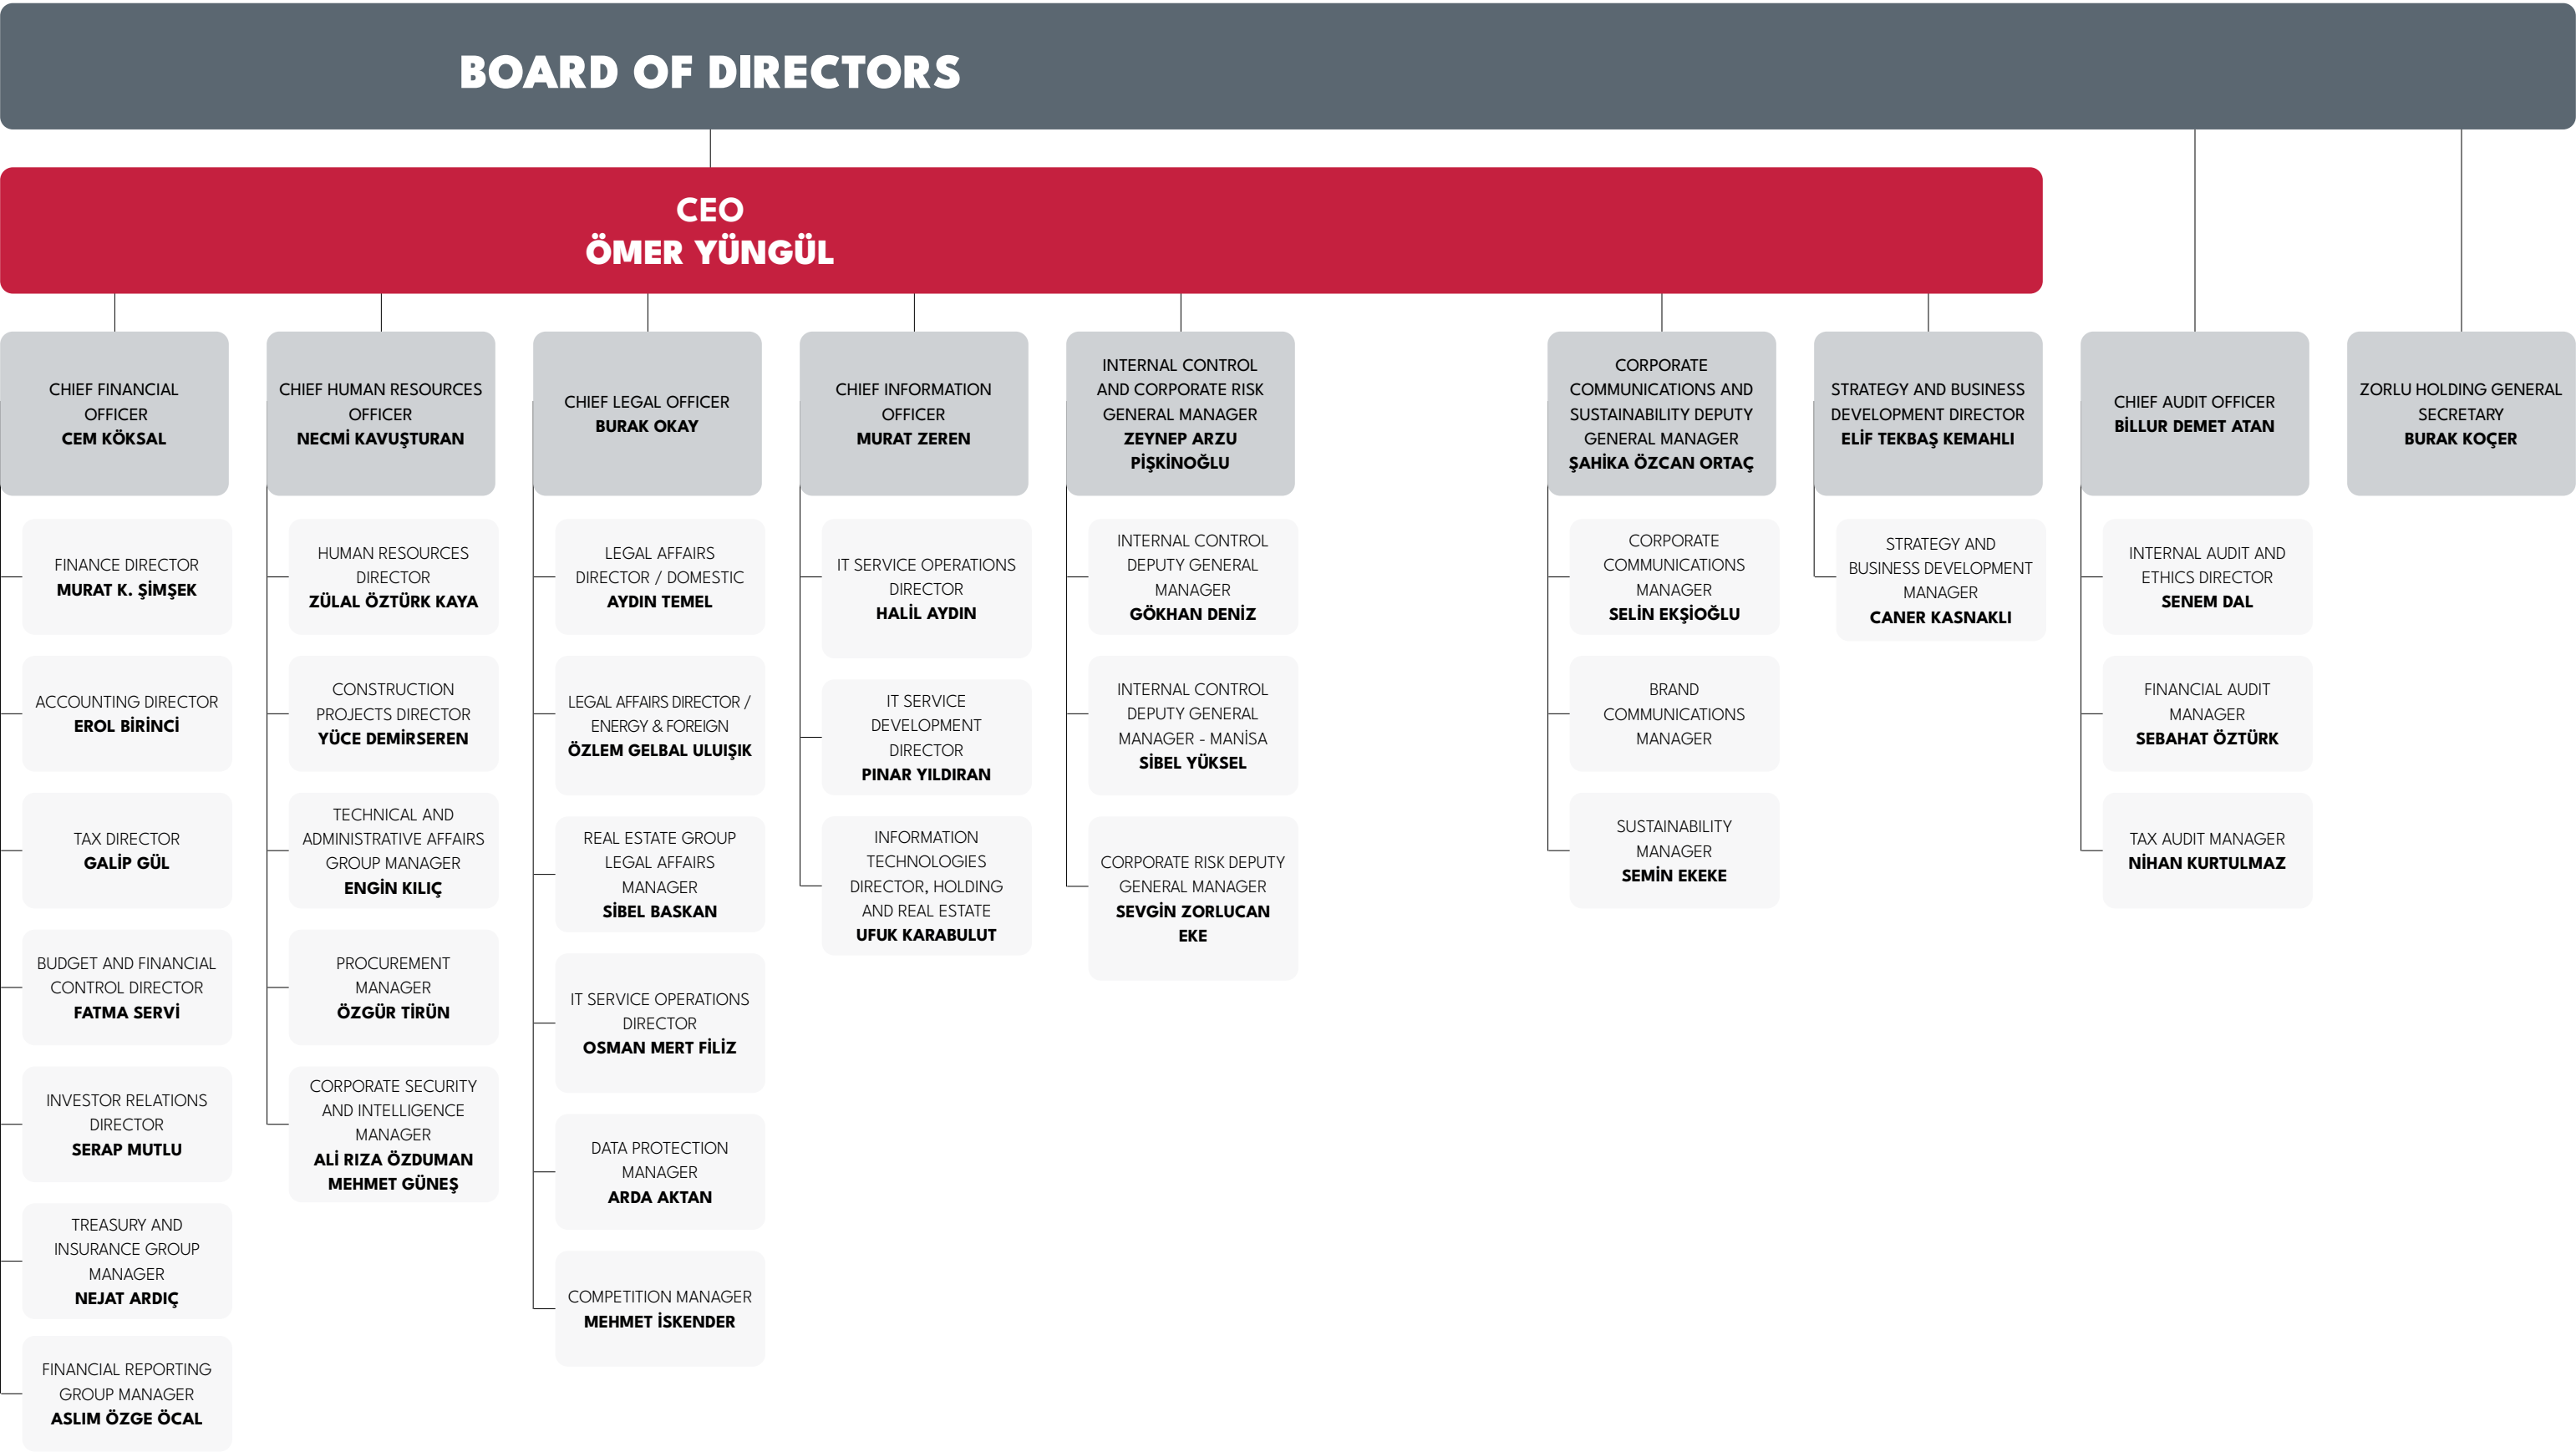 BOARD OF DIRECTORS
CEO
ÖMER YÜNGÜL
CHIEF FINANCIAL
OFFICER
CEM KÖKSAL
FINANCE DIRECTOR
MURAT K. ŞİMŞEK
ACCOUNTING DIRECTOR
EROL BİRİNCİ
TAX DIRECTOR
GALİP GÜL
BUDGET AND FINANCIAL
CONTROL DIRECTOR
FATMA SERVİ
INVESTOR RELATIONS
DIRECTOR
SERAP MUTLU
TREASURY AND
INSURANCE GROUP
MANAGER
NEJAT ARDIÇ
FINANCIAL REPORTING
GROUP MANAGER
ASLIM ÖZGE ÖCAL
CHIEF HUMAN RESOURCES
OFFICER
NECMİ KAVUŞTURAN
HUMAN RESOURCES
DIRECTOR
ZÜLAL ÖZTÜRK KAYA
CONSTRUCTION
PROJECTS DIRECTOR
YÜCE DEMİRSEREN
TECHNICAL AND
ADMINISTRATIVE AFFAIRS
GROUP MANAGER
ENGİN KILIÇ
PROCUREMENT
MANAGER
ÖZGÜR TİRÜN
CORPORATE SECURITY
AND INTELLIGENCE
MANAGER
ALİ RIZA ÖZDUMAN
MEHMET GÜNEŞ
CHIEF LEGAL OFFICER
BURAK OKAY
LEGAL AFFAIRS
DIRECTOR / DOMESTIC
AYDIN TEMEL
LEGAL AFFAIRS DIRECTOR /
ENERGY & FOREIGN
ÖZLEM GELBAL ULUIŞIK
REAL ESTATE GROUP
LEGAL AFFAIRS
MANAGER
SİBEL BASKAN
IT SERVICE OPERATIONS
DIRECTOR
OSMAN MERT FİLİZ
DATA PROTECTION
MANAGER
ARDA AKTAN
COMPETITION MANAGER
MEHMET İSKENDER
CHIEF INFORMATION
OFFICER
MURAT ZEREN
IT SERVICE OPERATIONS
DIRECTOR
HALİL AYDIN
IT SERVICE
DEVELOPMENT
DIRECTOR
PINAR YILDIRAN
INFORMATION
TECHNOLOGIES
DIRECTOR, HOLDING
AND REAL ESTATE
UFUK KARABULUT
INTERNAL CONTROL
AND CORPORATE RISK
GENERAL MANAGER
ZEYNEP ARZU
PİŞKİNOĞLU
INTERNAL CONTROL
DEPUTY GENERAL
MANAGER
GÖKHAN DENİZ
INTERNAL CONTROL
DEPUTY GENERAL
MANAGER - MANİSA
SİBEL YÜKSEL
CORPORATE RISK DEPUTY
GENERAL MANAGER
SEVGİN ZORLUCAN
EKE
CORPORATE
COMMUNICATIONS AND
SUSTAINABILITY DEPUTY
GENERAL MANAGER
ŞAHİKA ÖZCAN ORTAÇ
CORPORATE
COMMUNICATIONS
MANAGER
SELİN EKŞİOĞLU
BRAND
COMMUNICATIONS
MANAGER
SUSTAINABILITY
MANAGER
SEMİN EKEKE
STRATEGY AND BUSINESS
DEVELOPMENT DIRECTOR
ELİF TEKBAŞ KEMAHLI
STRATEGY AND
BUSINESS DEVELOPMENT
MANAGER
CANER KASNAKLI
CHIEF AUDIT OFFICER
BİLLUR DEMET ATAN
INTERNAL AUDIT AND
ETHICS DIRECTOR
SENEM DAL
FINANCIAL AUDIT
MANAGER
SEBAHAT ÖZTÜRK
TAX AUDIT MANAGER
NİHAN KURTULMAZ
ZORLU HOLDING GENERAL
SECRETARY
BURAK KOÇER